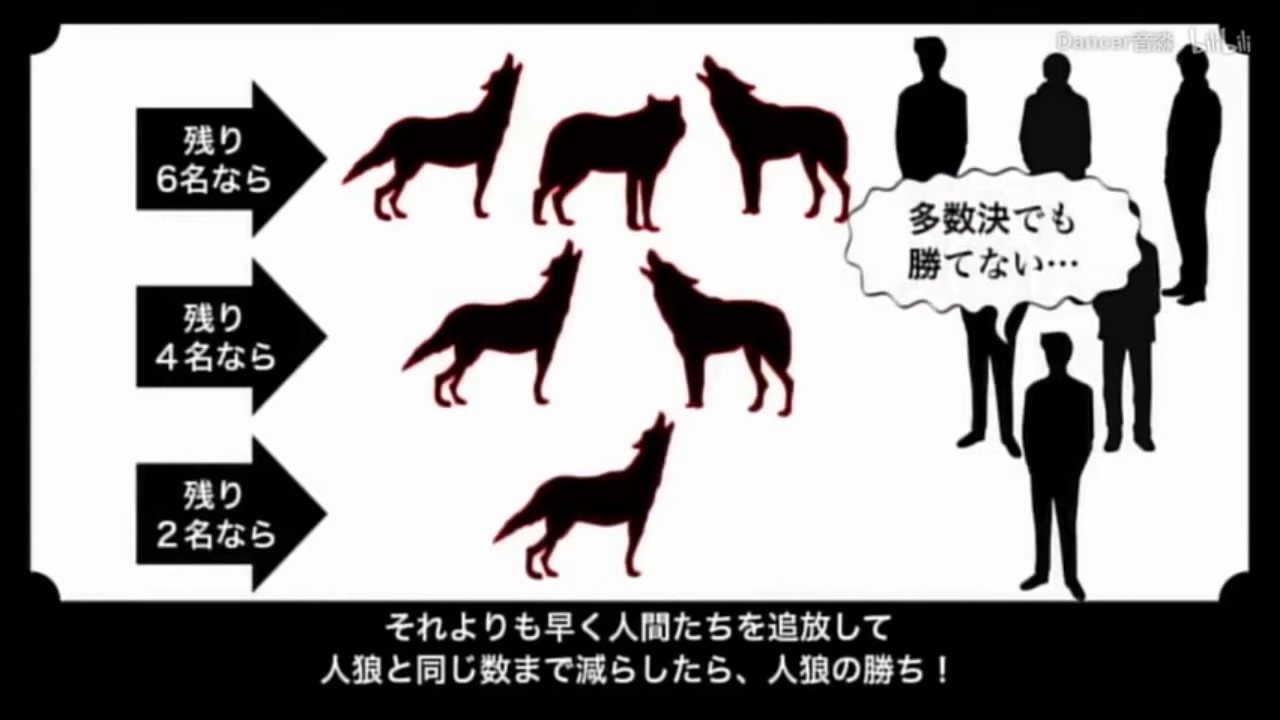 Dancer音淼 bilibili
残り
6名なら
多数決でも
勝てない…
残り
4名なら
残り
2名なら
それよりも早く人間たちを追放して
人狼と同じ数まで減らしたら、人狼の勝ち！